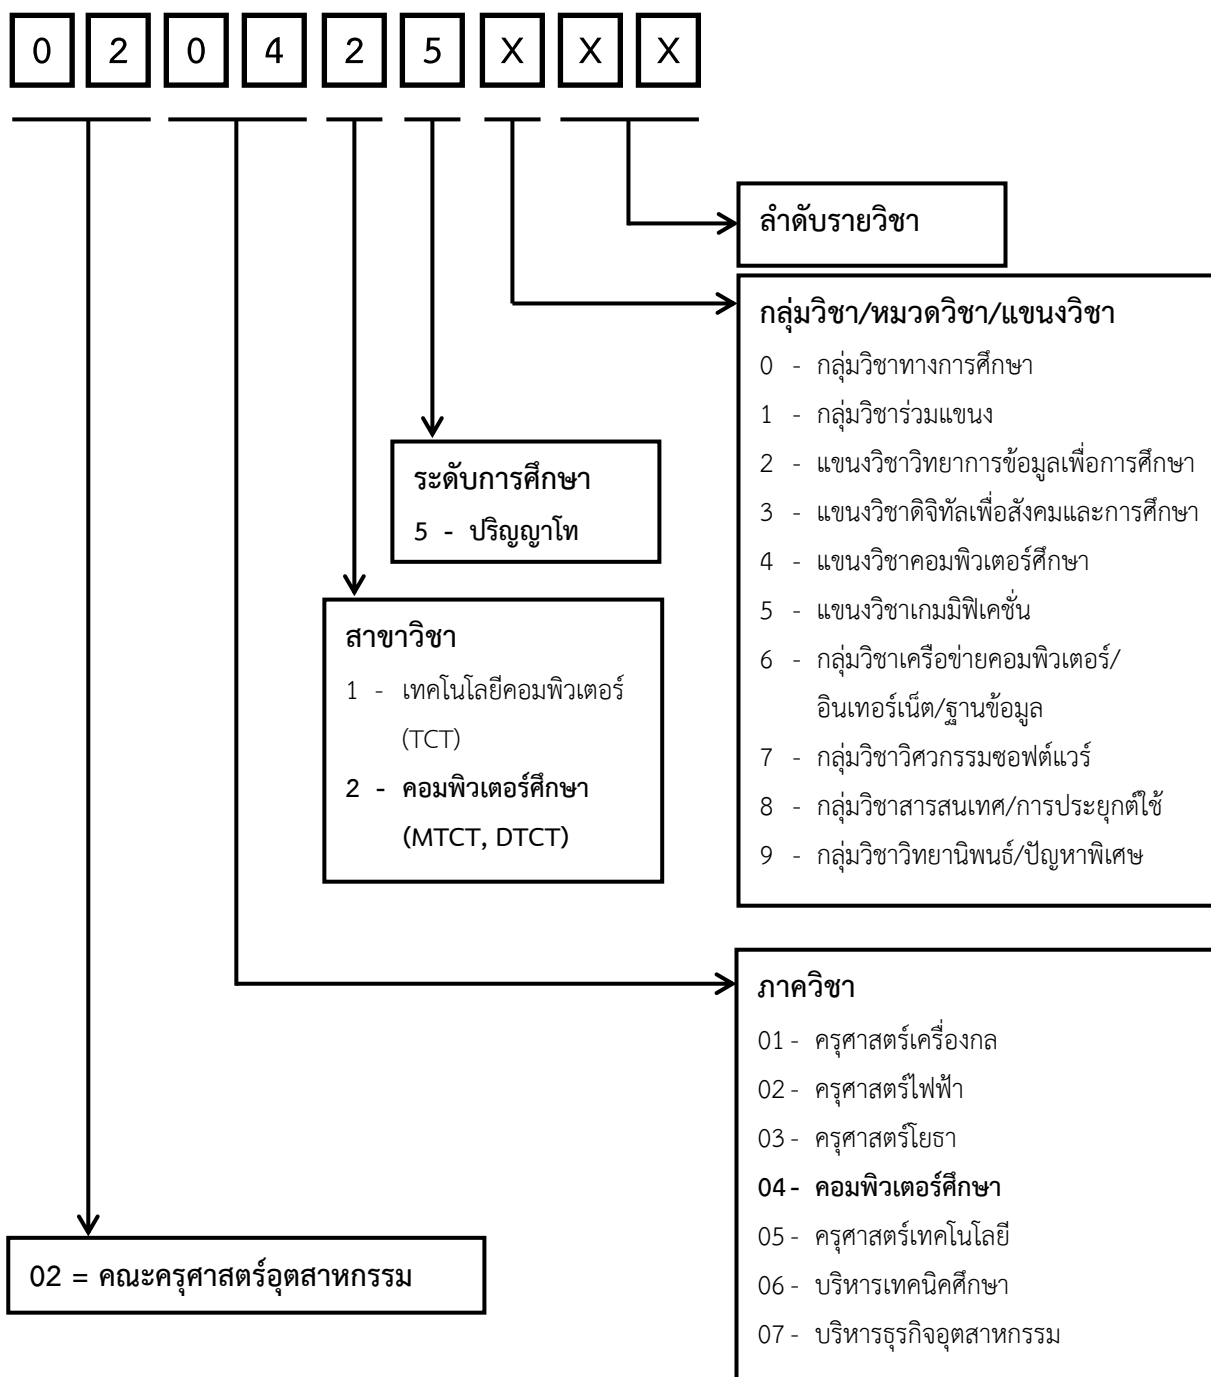 0 2 0 4 2 5 X X X
ลำดับรายวิชา
กลุ่มวิชา/หมวดวิชา/แขนงวิชา
0 - กลุ่มวิชาทางการศึกษา
1 - กลุ่มวิชาร่วมแขนง
2 - แขนงวิชาวิทยาการข้อมูลเพื่อการศึกษา
3 - แขนงวิชาดิจิทัลเพื่อสังคมและการศึกษา
4 - แขนงวิชาคอมพิวเตอร์ศึกษา
5 - แขนงวิชาเกมมิฟิเคชั่น
6 - กลุ่มวิชาเครือข่ายคอมพิวเตอร์/
อินเทอร์เน็ต/ฐานข้อมูล
7 - กลุ่มวิชาวิศวกรรมซอฟต์แวร์
8 - กลุ่มวิชาสารสนเทศ/การประยุกต์ใช้
9 - กลุ่มวิชาวิทยานิพนธ์/ปัญหาพิเศษ
ระดับการศึกษา
5 - ปริญญาโท
สาขาวิชา
1 - เทคโนโลยีคอมพิวเตอร์
(TCT)
2 - คอมพิวเตอร์ศึกษา
(MTCT, DTCT)
ภาควิชา
01 - ครุศาสตร์เครื่องกล
02 - ครุศาสตร์ไฟฟ้า
03 - ครุศาสตร์โยธา
04 - คอมพิวเตอร์ศึกษา
05 - ครุศาสตร์เทคโนโลยี
06 - บริหารเทคนิคศึกษา
07 - บริหารธุรกิจอุตสาหกรรม
02 = คณะครุศาสตร์อุตสาหกรรม